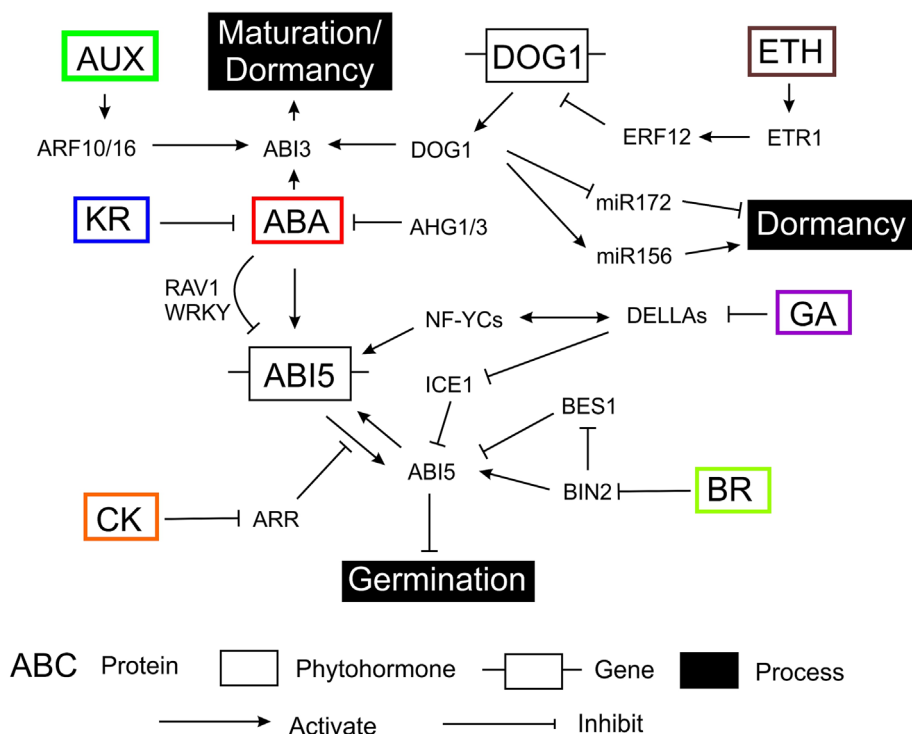 AUX
Maturation/
Dormancy
DOG1
ETH
ARF10/16
ABI3
DOG1
ERF12
ETR1
KR
ABA
AHG1/3
miR172
miR156
Dormancy
RAV1
WRKY
NF-YCs
DELLAs
GA
ABI5
ICE1
BES1
ABI5
BIN2
BR
CK
ARR
Germination
ABC Protein Phytohormone Gene Process
Activate Inhibit